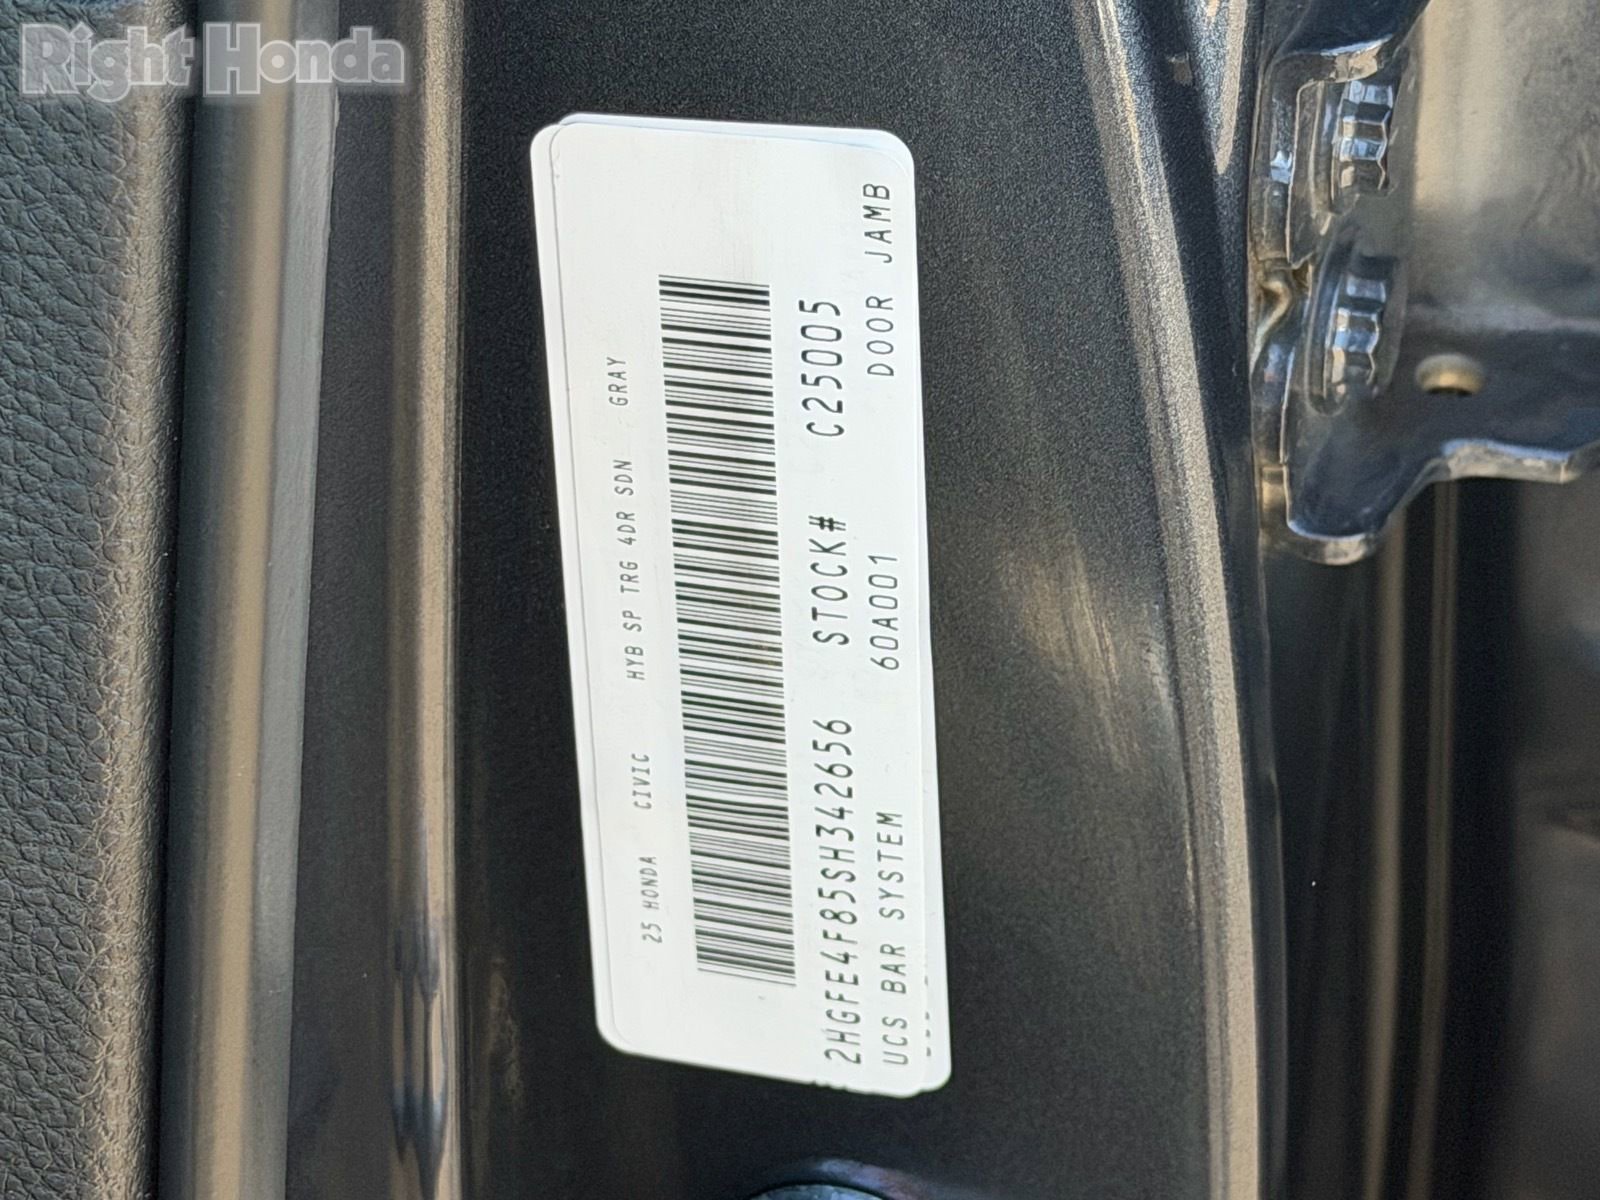 Right Honda
25 HONDA CIVIC HYB SP TRG 4DR SDN GRAY
2HGFE4F85SH342656 STOCK# C25005
UCS BAR SYSTEM 60A001 DOOR JAMB